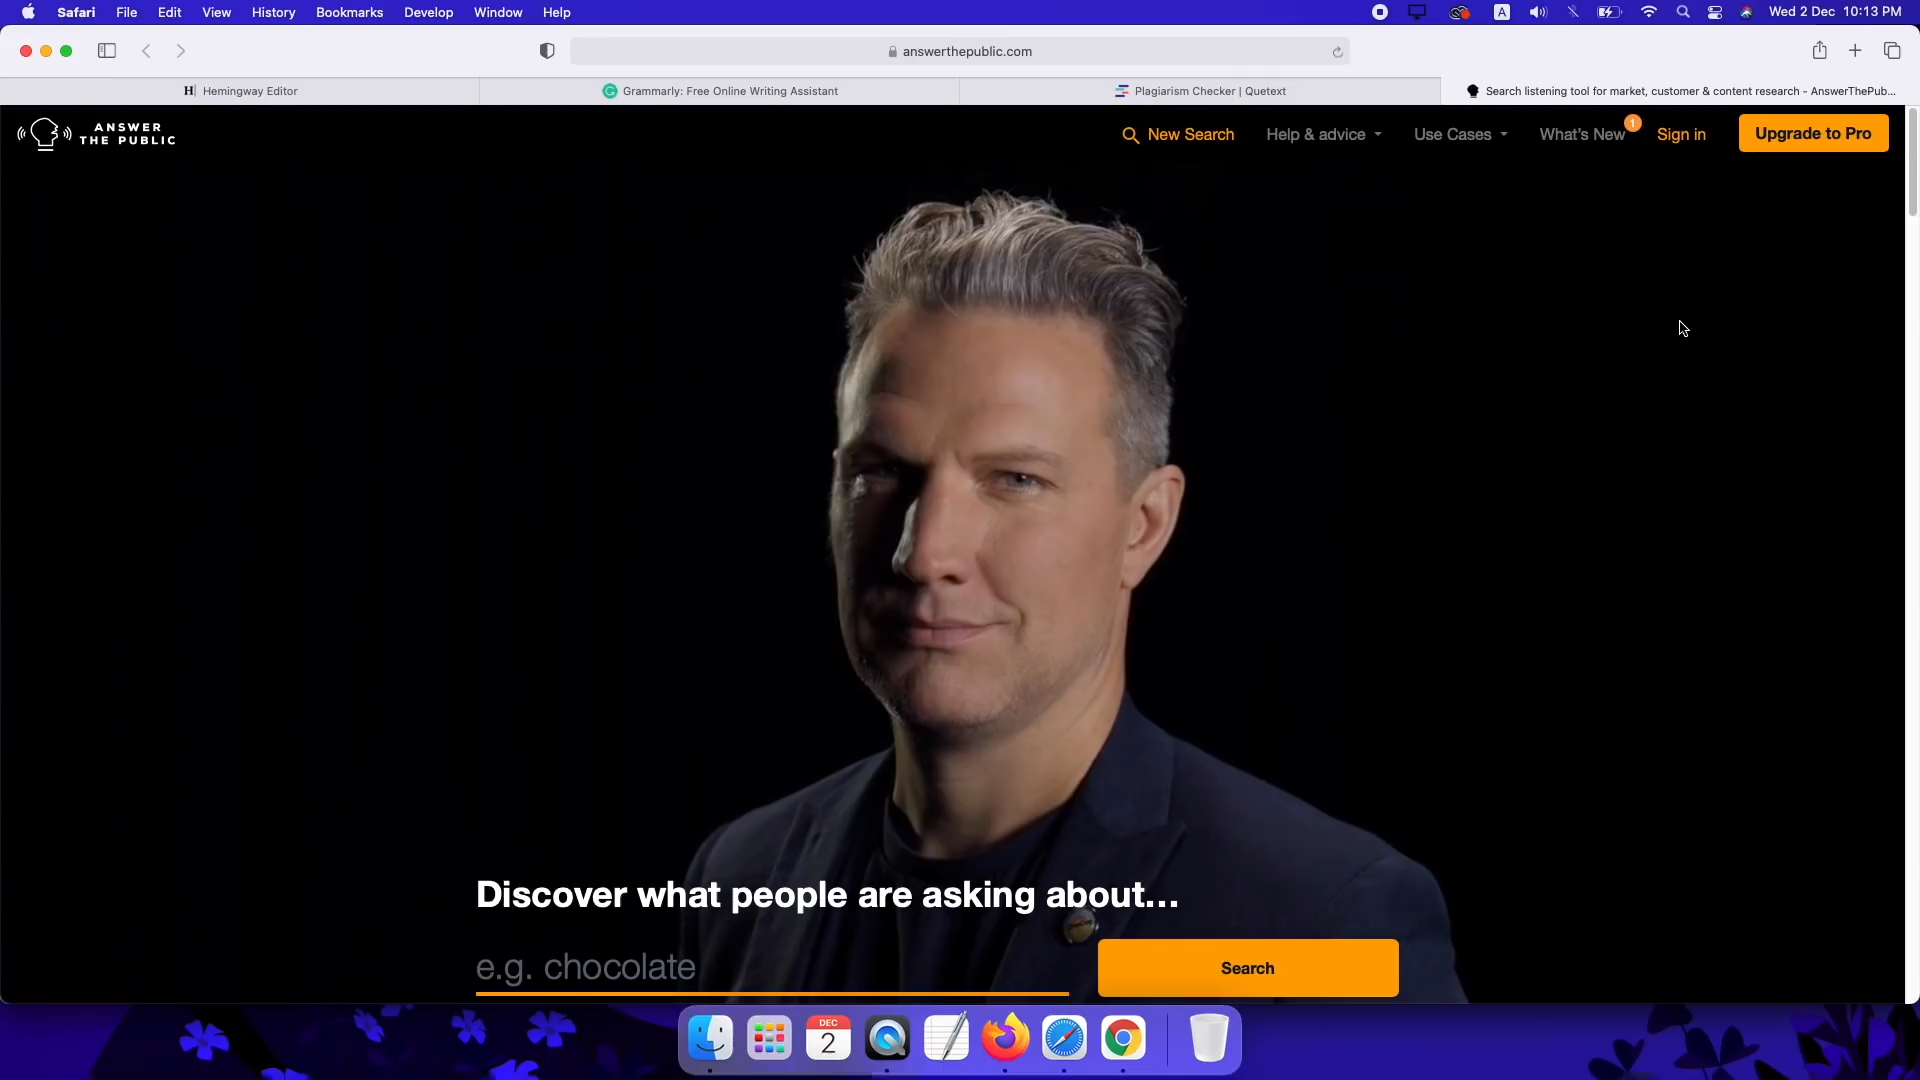 Safari File Edit View History Bookmarks Develop Window Help
A
Wed 2 Dec 10:13 PM
answerthepublic.com
H Hemingway Editor
Grammarly: Free Online Writing Assistant
Plagiarism Checker | Quetext
Search listening tool for market, customer & content research - AnswerThePub...
ANSWER
THE PUBLIC
New Search
Help & advice
Use Cases
What's New
1
Sign in
Upgrade to Pro
Discover what people are asking about...
e.g. chocolate
Search
DEC
2